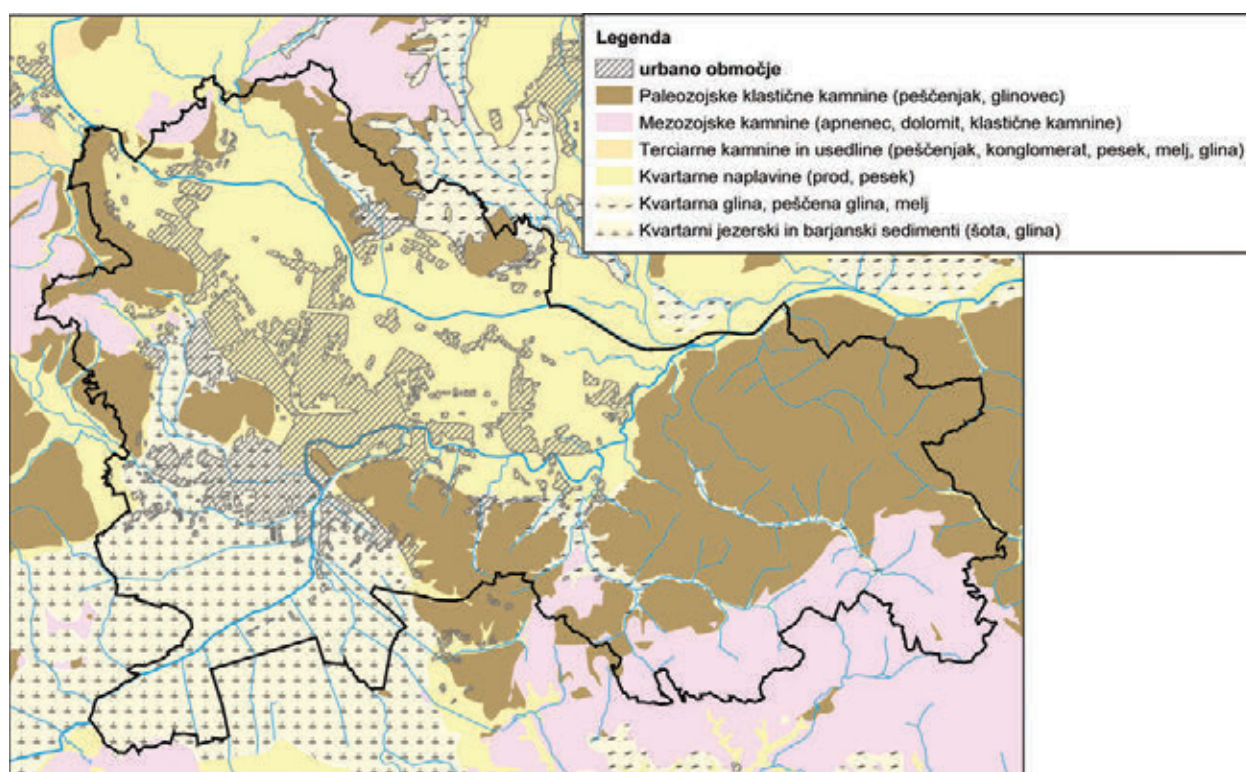 Legenda
urbano območje
Paleozojske klastične kamnine (peščenjak, glinovec)
Mezozojske kamnine (apnenec, dolomit, klastične kamnine)
Terciarne kamnine in usedline (peščenjak, konglomerat, pesek, melj, glina)
Kvartarne naplavine (prod, pesek)
Kvartarna glina, peščena glina, melj
Kvartarni jezerski in barjanski sedimenti (šota, glina)